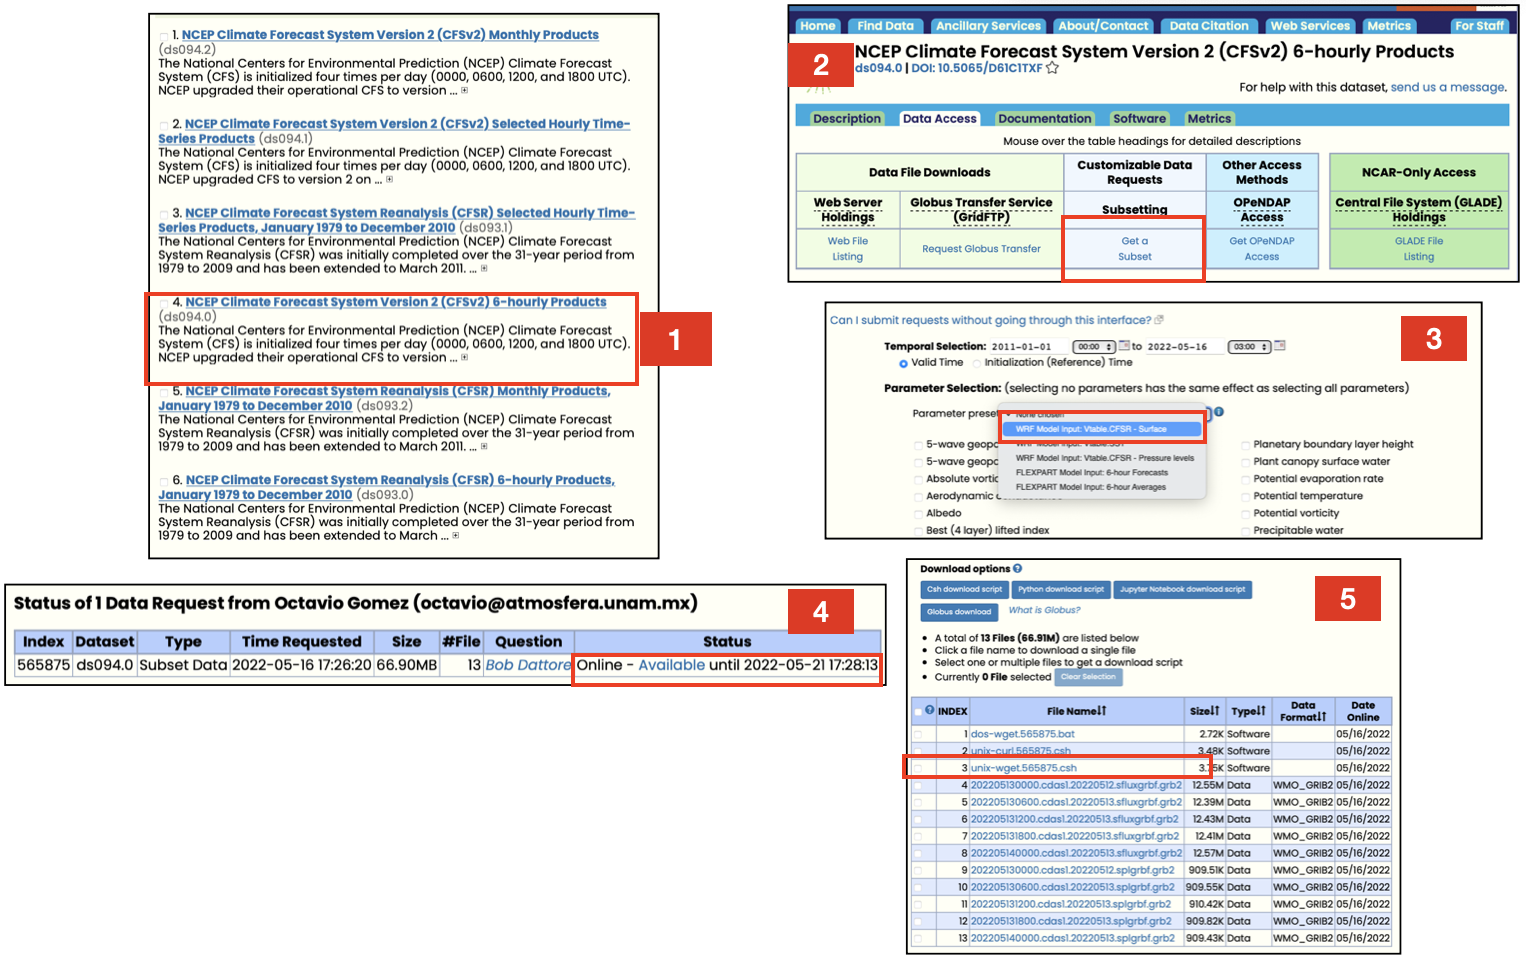 1. NCEP Climate Forecast System Version 2 (CFSv2) Monthly Products
(ds094.2)
The National Centers for Environmental Prediction (NCEP) Climate Forecast
System (CFS) is initialized four times per day (0000, 0600, 1200, and 1800 UTC).
NCEP upgraded their operational CFS to version ...
2. NCEP Climate Forecast System Version 2 (CFSv2) Selected Hourly Time-
Series Products (ds094.1)
The National Centers for Environmental Prediction (NCEP) Climate Forecast
System (CFS) is initialized four times per day (0000, 0600, 1200, and 1800 UTC).
NCEP upgraded CFS to version 2 on ...
3. NCEP Climate Forecast System Reanalysis (CFSR) Selected Hourly Time-
Series Products, January 1979 to December 2010 (ds093.1)
The National Centers for Environmental Prediction (NCEP) Climate Forecast
System Reanalysis (CFSR) was initially completed over the 31-year period from
1979 to 2009 and has been extended to March 2011. ...
4. NCEP Climate Forecast System Version 2 (CFSv2) 6-hourly Products
(ds094.0)
The National Centers for Environmental Prediction (NCEP) Climate Forecast
System (CFS) is initialized four times per day (0000, 0600, 1200, and 1800 UTC).
NCEP upgraded their operational CFS to version ...
1
5. NCEP Climate Forecast System Reanalysis (CFSR) Monthly Products,
January 1979 to December 2010 (ds093.2)
The National Centers for Environmental Prediction (NCEP) Climate Forecast
System Reanalysis (CFSR) was initially completed over the 31-year period from
1979 to 2009 and has been extended to March 2011. ...
6. NCEP Climate Forecast System Reanalysis (CFSR) 6-hourly Products,
January 1979 to December 2010 (ds093.0)
The National Centers for Environmental Prediction (NCEP) Climate Forecast
System Reanalysis (CFSR) was initially completed over the 31-year period from
1979 to 2009 and has been extended to March ...
Home Find Data Ancillary Services About/Contact Data Citation Web Services Metrics For Staff
2
NCEP Climate Forecast System Version 2 (CFSv2) 6-hourly Products
ds094.0 | DOI: 10.5065/D61C1TXF
For help with this dataset, send us a message.
Description Data Access Documentation Software Metrics
Mouse over the table headings for detailed descriptions
Data File Downloads Customizable Data Requests Other Access Methods NCAR-Only Access
Web Server Holdings Globus Transfer Service (GridFTP) Subsetting OPeNDAP Access Central File System (GLADE) Holdings
Web File Listing Request Globus Transfer Get a Subset Get OPeNDAP Access GLADE File Listing
Can I submit requests without going through this interface?
3
Temporal Selection: 2011-01-01 00:00 to 2022-05-16 03:00
Valid Time Initialization (Reference) Time
Parameter Selection: (selecting no parameters has the same effect as selecting all parameters)
Parameter preset None chosen
WRF Model Input: Vtable.CFSR - Surface
WRF Model Input: Vtable.SST
WRF Model Input: Vtable.CFSR - Pressure levels
FLEXPART Model Input: 6-hour Forecasts
FLEXPART Model Input: 6-hour Averages
5-wave geopo Planetary boundary layer height
5-wave geopo Plant canopy surface water
Absolute vortic Potential evaporation rate
Aerodynamic Potential temperature
Albedo Potential vorticity
Best (4 layer) lifted index Precipitable water
Status of 1 Data Request from Octavio Gomez (octavio@atmosfera.unam.mx)
4
Index Dataset Type Time Requested Size #File Question Status
565875 ds094.0 Subset Data 2022-05-16 17:26:20 66.90MB 13 Bob Dattore Online - Available until 2022-05-21 17:28:13
Download options
5
Csh download script Python download script Jupyter Notebook download script
Globus download What is Globus?
A total of 13 Files (66.91M) are listed below
Click a file name to download a single file
Select one or multiple files to get a download script
Currently 0 File selected Clear Selection
INDEX File Name Size Type Data Format Date Online
1 dos-wget.565875.bat 2.72K Software 05/16/2022
2 unix-curl.565875.csh 3.48K Software 05/16/2022
3 unix-wget.565875.csh Software 05/16/2022
4 202205130000.cdas1.20220512.sfluxgrbf.grb2 12.55M Data WMO_GRIB2 05/16/2022
5 202205130600.cdas1.20220513.sfluxgrbf.grb2 12.39M Data WMO_GRIB2 05/16/2022
6 202205131200.cdas1.20220513.sfluxgrbf.grb2 12.43M Data WMO_GRIB2 05/16/2022
7 202205131800.cdas1.20220513.sfluxgrbf.grb2 12.41M Data WMO_GRIB2 05/16/2022
8 202205140000.cdas1.20220513.sfluxgrbf.grb2 12.57M Data WMO_GRIB2 05/16/2022
9 202205130000.cdas1.20220512.splgrbf.grb2 909.51K Data WMO_GRIB2 05/16/2022
10 202205130600.cdas1.20220513.splgrbf.grb2 909.55K Data WMO_GRIB2 05/16/2022
11 202205131200.cdas1.20220513.splgrbf.grb2 910.42K Data WMO_GRIB2 05/16/2022
12 202205131800.cdas1.20220513.splgrbf.grb2 909.82K Data WMO_GRIB2 05/16/2022
13 202205140000.cdas1.20220513.splgrbf.grb2 909.43K Data WMO_GRIB2 05/16/2022